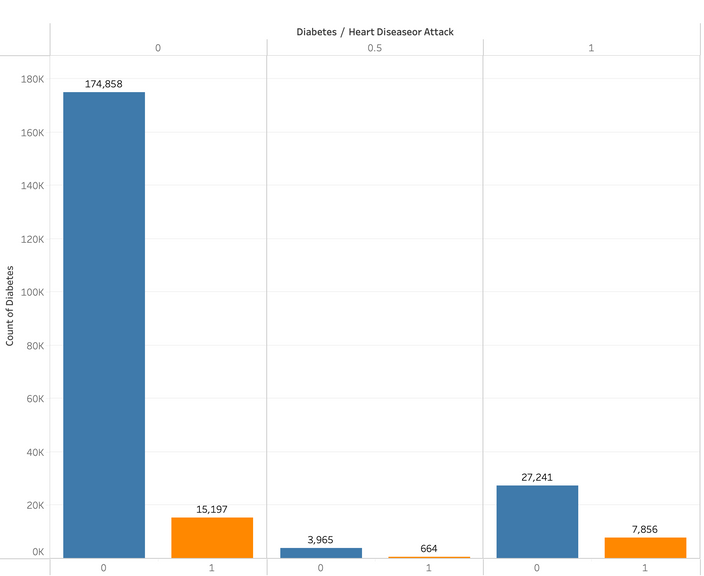 Diabetes / Heart Diseaseor Attack
0 0.5 1
180K
174,858
160K
140K
120K
100K
Count of Diabetes
80K
60K
40K
27,241
20K
15,197
7,856
3,965
664
0K
0 1 0 1 0 1